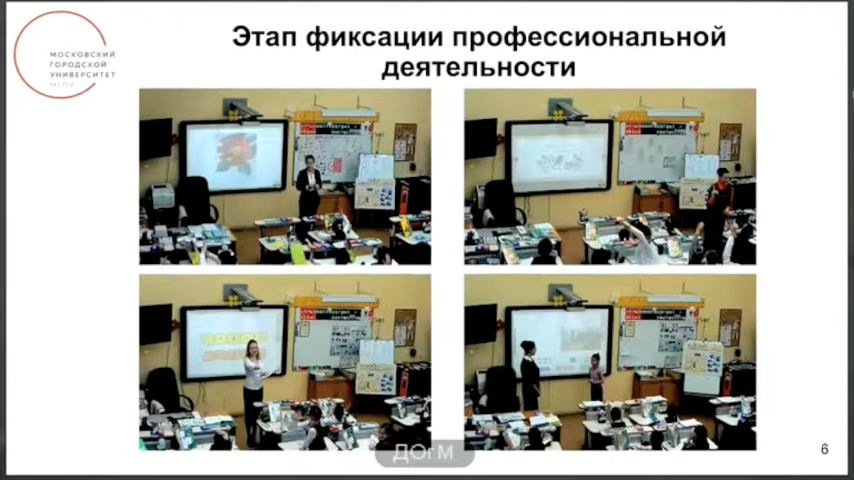 МОСКОВСКИЙ
ГОРОДСКОЙ
УНИВЕРСИТЕТ
МГПУ
Этап фиксации профессиональной
деятельности
ДОгМ
6